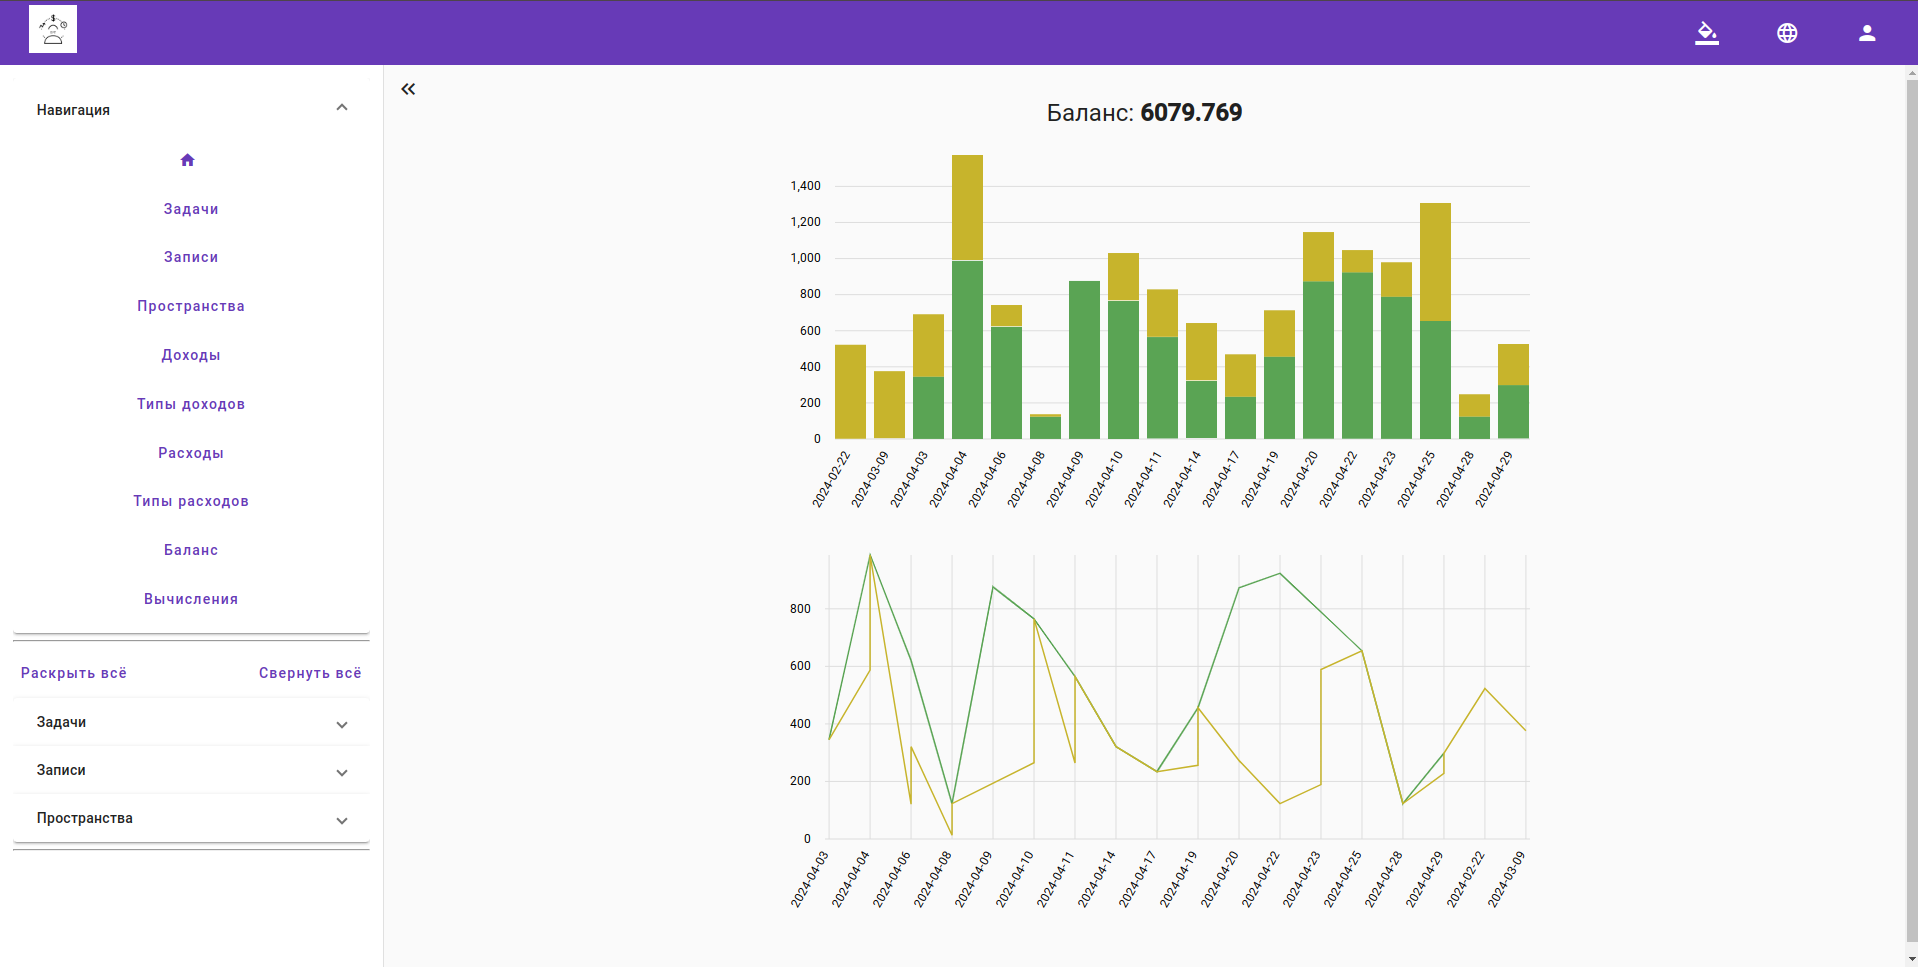 Навигация
Задачи
Записи
Пространства
Доходы
Типы доходов
Расходы
Типы расходов
Баланс
Вычисления
Раскрыть всё Свернуть всё
Задачи
Записи
Пространства
Баланс: 6079.769
1,400
1,200
1,000
800
600
400
200
0
2024-02-22 2024-03-09 2024-04-03 2024-04-04 2024-04-06 2024-04-08 2024-04-09 2024-04-10 2024-04-11 2024-04-14 2024-04-17 2024-04-19 2024-04-20 2024-04-22 2024-04-23 2024-04-25 2024-04-28 2024-04-29
800
600
400
200
0
2024-04-03 2024-04-04 2024-04-06 2024-04-08 2024-04-09 2024-04-10 2024-04-11 2024-04-14 2024-04-17 2024-04-19 2024-04-20 2024-04-22 2024-04-23 2024-04-25 2024-04-28 2024-04-29 2024-02-22 2024-03-09